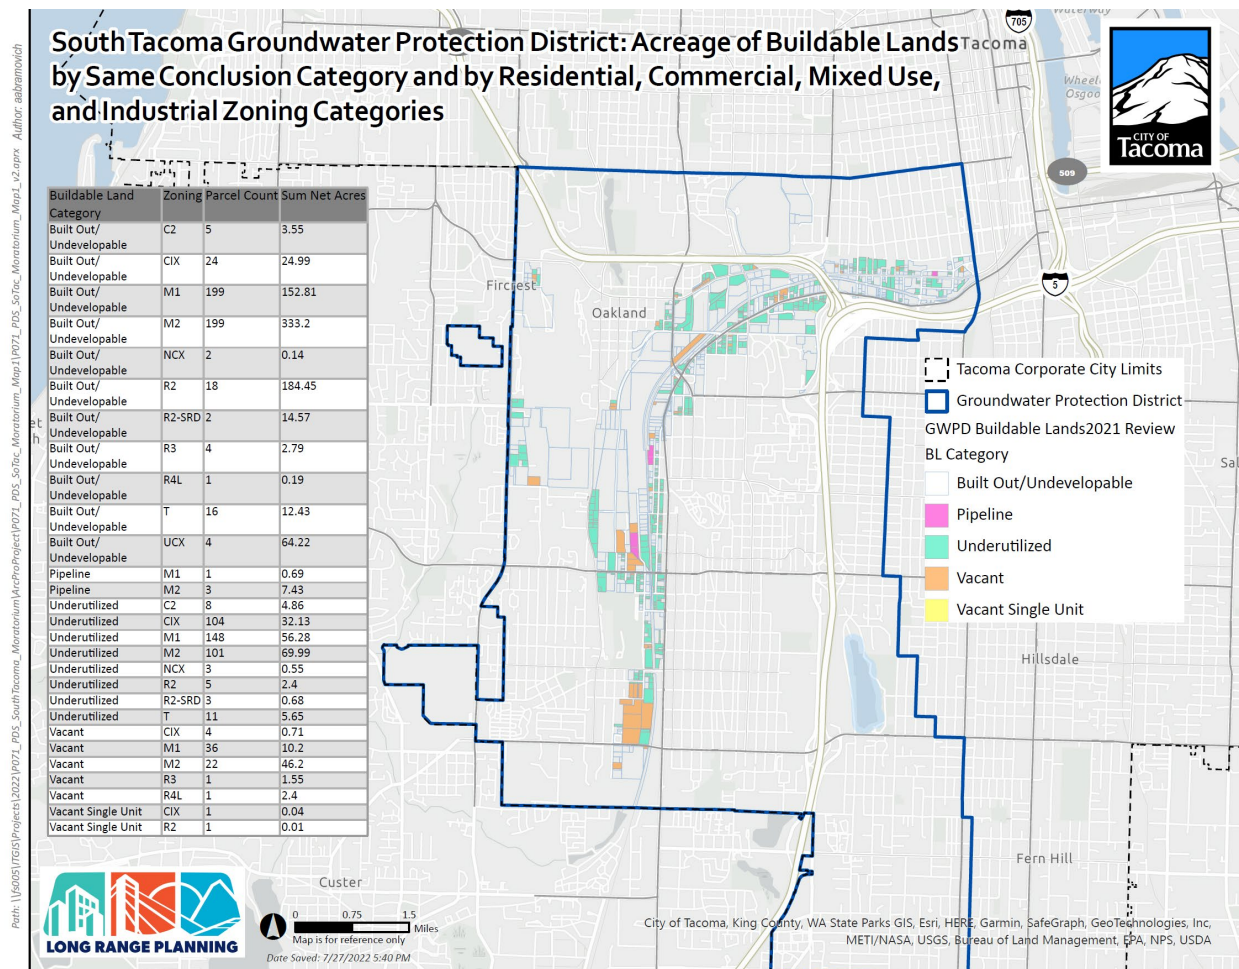 South Tacoma Groundwater Protection District: Acreage of Buildable Lands
by Same Conclusion Category and by Residential, Commercial, Mixed Use,
and Industrial Zoning Categories
Path: \\fs005\ITGIS\Projects\2022\P071_PDS_SouthTacoma_Moratorium\ArcProProject\P071_PDS_SoTac_Moratorium_Map1\P071_PDS_SoTac_Moratorium_Map1_v2.aprx Author: aabramovich
CITY OF
Tacoma
705
Tacoma
Waterway
509
5
Fircrest
Oakland
Hillsdale
Fern Hill
Custer
Buildable Land Category Zoning Parcel Count Sum Net Acres
Built Out/ Undevelopable C2 5 3.55
Built Out/ Undevelopable CIX 24 24.99
Built Out/ Undevelopable M1 199 152.81
Built Out/ Undevelopable M2 199 333.2
Built Out/ Undevelopable NCX 2 0.14
Built Out/ Undevelopable R2 18 184.45
Built Out/ Undevelopable R2-SRD 2 14.57
Built Out/ Undevelopable R3 4 2.79
Built Out/ Undevelopable R4L 1 0.19
Built Out/ Undevelopable T 16 12.43
Built Out/ Undevelopable UCX 4 64.22
Pipeline M1 1 0.69
Pipeline M2 3 7.43
Underutilized C2 8 4.86
Underutilized CIX 104 32.13
Underutilized M1 148 56.28
Underutilized M2 101 69.99
Underutilized NCX 3 0.55
Underutilized R2 5 2.4
Underutilized R2-SRD 3 0.68
Underutilized T 11 5.65
Vacant CIX 4 0.71
Vacant M1 36 10.2
Vacant M2 22 46.2
Vacant R3 1 1.55
Vacant R4L 1 2.4
Vacant Single Unit CIX 1 0.04
Vacant Single Unit R2 1 0.01
Tacoma Corporate City Limits
Groundwater Protection District
GWPD Buildable Lands2021 Review
BL Category
Built Out/Undevelopable
Pipeline
Underutilized
Vacant
Vacant Single Unit
LONG RANGE PLANNING
0 0.75 1.5
Miles
Map is for reference only
Date Saved: 7/27/2022 5:40 PM
City of Tacoma, King County, WA State Parks GIS, Esri, HERE, Garmin, SafeGraph, GeoTechnologies, Inc,
METI/NASA, USGS, Bureau of Land Management, EPA, NPS, USDA